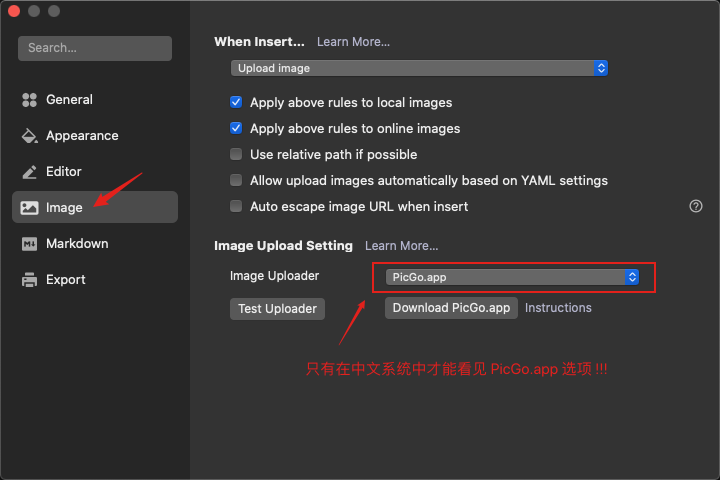 Search...
General
Appearance
Editor
Image
Markdown
Export
When Insert... Learn More...
Upload image
Apply above rules to local images
Apply above rules to online images
Use relative path if possible
Allow upload images automatically based on YAML settings
Auto escape image URL when insert
Image Upload Setting Learn More...
Image Uploader PicGo.app
Test Uploader Download PicGo.app Instructions
只有在中文系统中才能看见 PicGo.app 选项 !!!